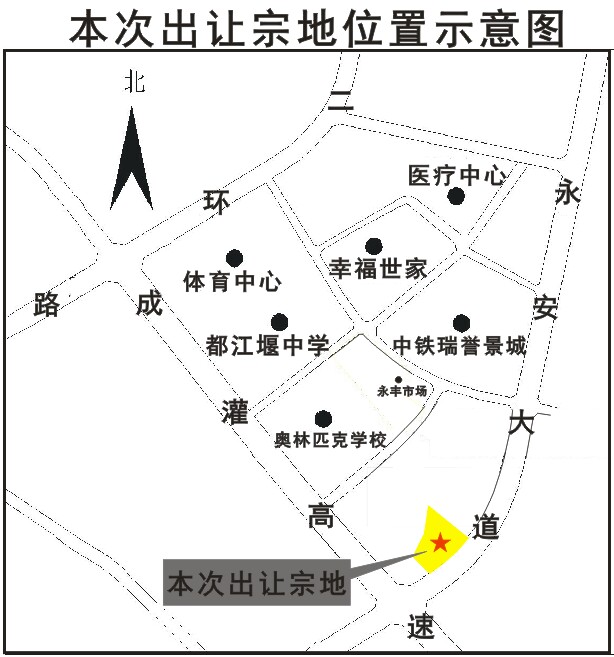 本次出让宗地位置示意图
北
二
环
路
医疗中心
永
安
大
道
幸福世家
体育中心
成
灌
高
速
都江堰中学
中铁瑞誉景城
永丰市场
奥林匹克学校
本次出让宗地